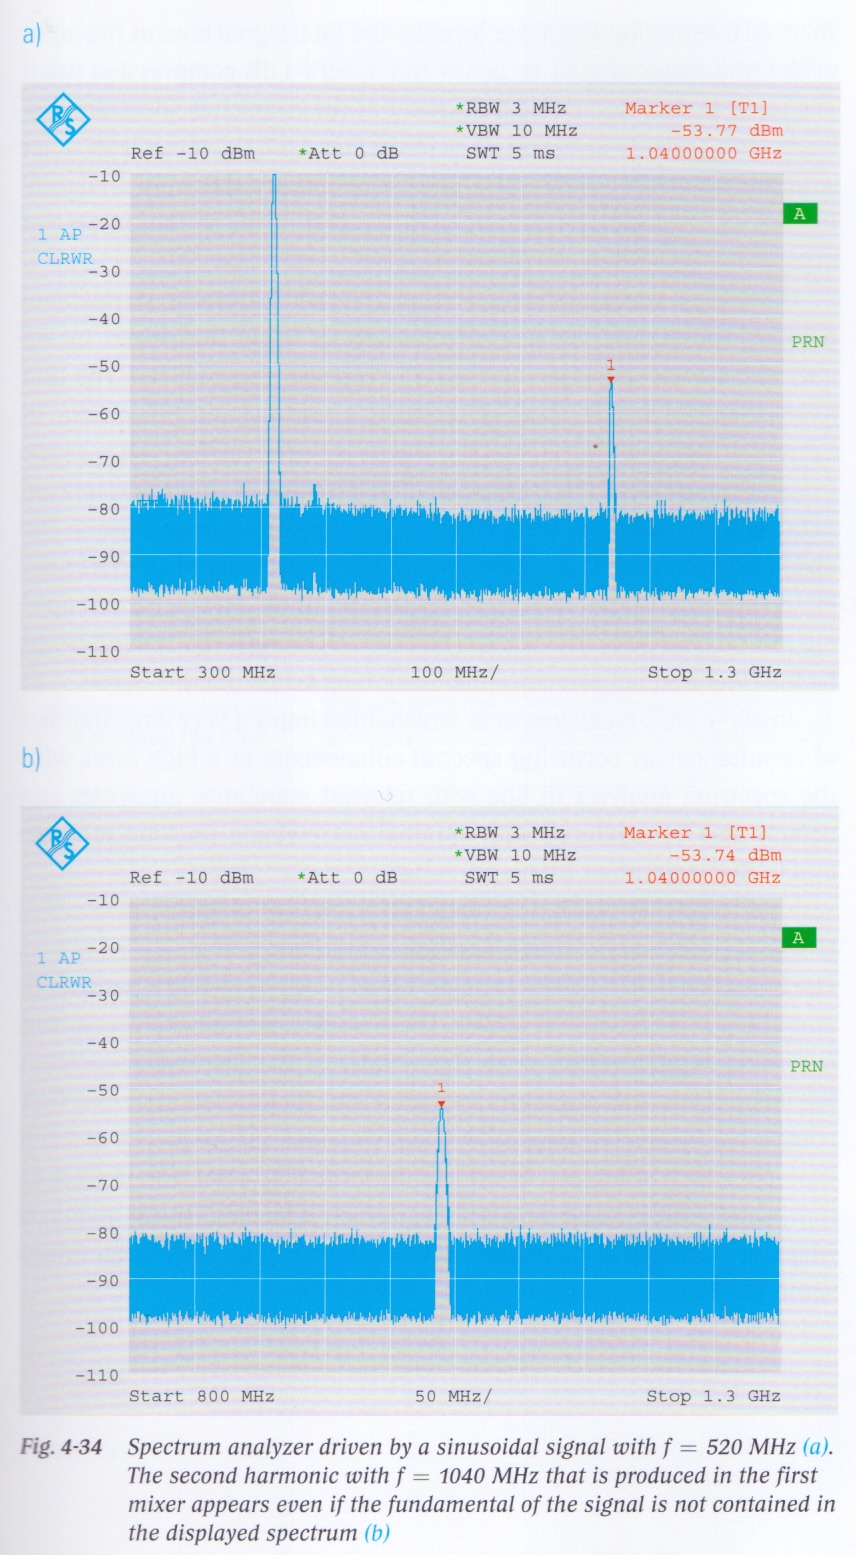 a)
R&S
*RBW 3 MHz Marker 1 [T1]
*VBW 10 MHz -53.77 dBm
Ref -10 dBm *Att 0 dB SWT 5 ms 1.04000000 GHz
-10
A
-20
1 AP
CLRWR
-30
-40
PRN
-50
1
-60
-70
-80
-90
-100
-110
Start 300 MHz 100 MHz/ Stop 1.3 GHz
b)
R&S
*RBW 3 MHz Marker 1 [T1]
*VBW 10 MHz -53.74 dBm
Ref -10 dBm *Att 0 dB SWT 5 ms 1.04000000 GHz
-10
A
-20
1 AP
CLRWR
-30
-40
PRN
-50
1
-60
-70
-80
-90
-100
-110
Start 800 MHz 50 MHz/ Stop 1.3 GHz
Fig. 4-34 Spectrum analyzer driven by a sinusoidal signal with f = 520 MHz (a).
The second harmonic with f = 1040 MHz that is produced in the first
mixer appears even if the fundamental of the signal is not contained in
the displayed spectrum (b)